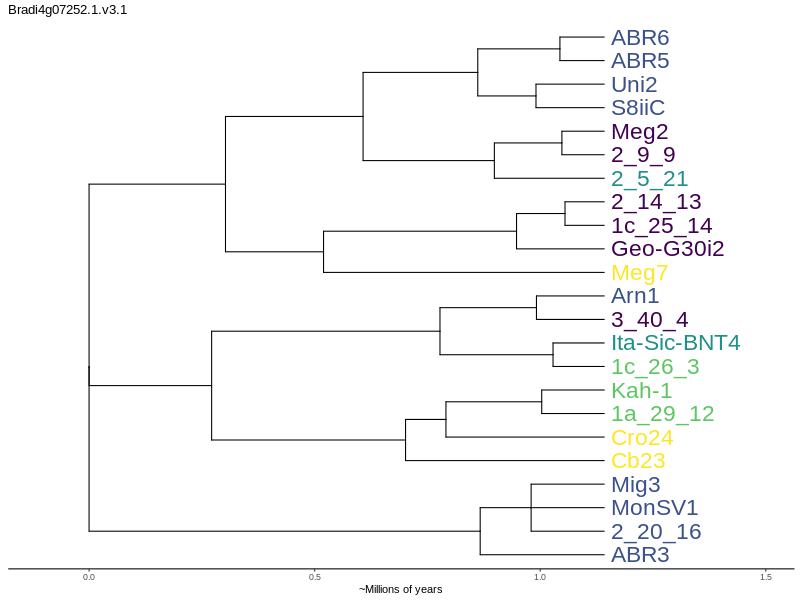 Bradi4g07252.1.v3.1
ABR6
ABR5
Uni2
S8iiC
Meg2
2_9_9
2_5_21
2_14_13
1c_25_14
Geo-G30i2
Meg7
Arn1
3_40_4
Ita-Sic-BNT4
1c_26_3
Kah-1
1a_29_12
Cro24
Cb23
Mig3
MonSV1
2_20_16
ABR3
0.0 0.5 1.0 1.5
~Millions of years